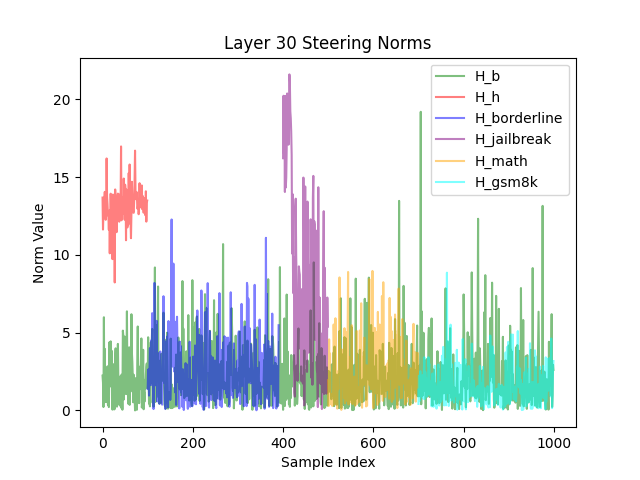 Layer 30 Steering Norms
H_b
H_h
H_borderline
H_jailbreak
H_math
H_gsm8k
20
15
10
5
0
Norm Value
0 200 400 600 800 1000
Sample Index